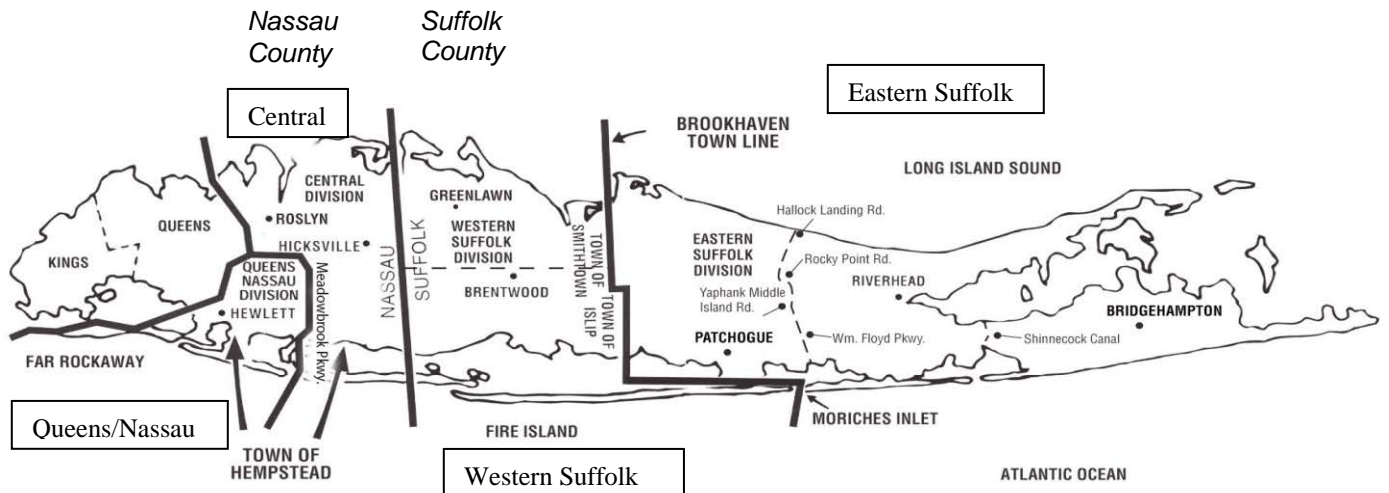 Nassau
County
Suffolk
County
Central
Eastern Suffolk
BROOKHAVEN
TOWN LINE
LONG ISLAND SOUND
CENTRAL
DIVISION
ROSLYN
HICKSVILLE
QUEENS
KINGS
QUEENS
NASSAU
DIVISION
HEWLETT
Meadowbrook Pkwy.
NASSAU
SUFFOLK
GREENLAWN
WESTERN
SUFFOLK
DIVISION
BRENTWOOD
TOWN OF
SMITHTOWN
TOWN OF
ISLIP
EASTERN
SUFFOLK
DIVISION
Hallock Landing Rd.
Rocky Point Rd.
Yaphank Middle
Island Rd.
RIVERHEAD
PATCHOGUE
Wm. Floyd Pkwy.
BRIDGEHAMPTON
Shinnecock Canal
FAR ROCKAWAY
MORICHES INLET
Queens/Nassau
TOWN OF
HEMPSTEAD
FIRE ISLAND
Western Suffolk
ATLANTIC OCEAN